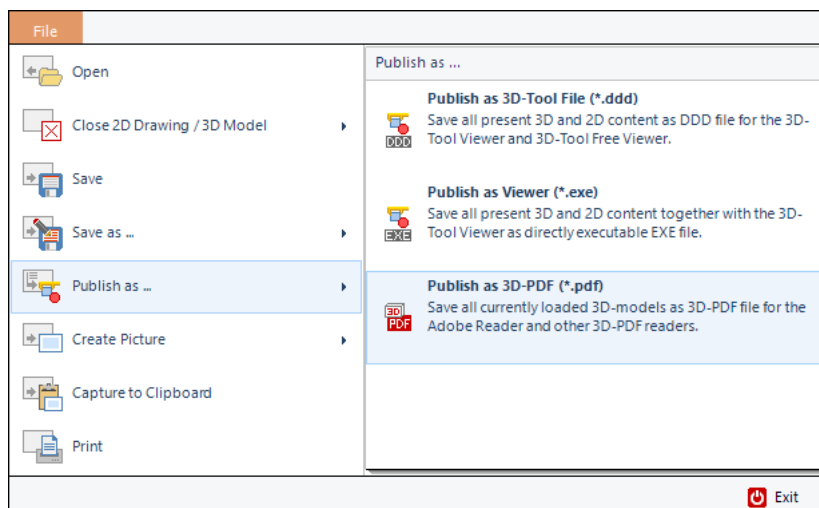 File
Open
Close 2D Drawing / 3D Model
Save
Save as ...
Publish as ...
Create Picture
Capture to Clipboard
Print
Publish as ...
Publish as 3D-Tool File (*.ddd)
Save all present 3D and 2D content as DDD file for the 3D-
Tool Viewer and 3D-Tool Free Viewer.
DDD
Publish as Viewer (*.exe)
Save all present 3D and 2D content together with the 3D-
Tool Viewer as directly executable EXE file.
EXE
Publish as 3D-PDF (*.pdf)
Save all currently loaded 3D-models as 3D-PDF file for the
Adobe Reader and other 3D-PDF readers.
3D
PDF
Exit